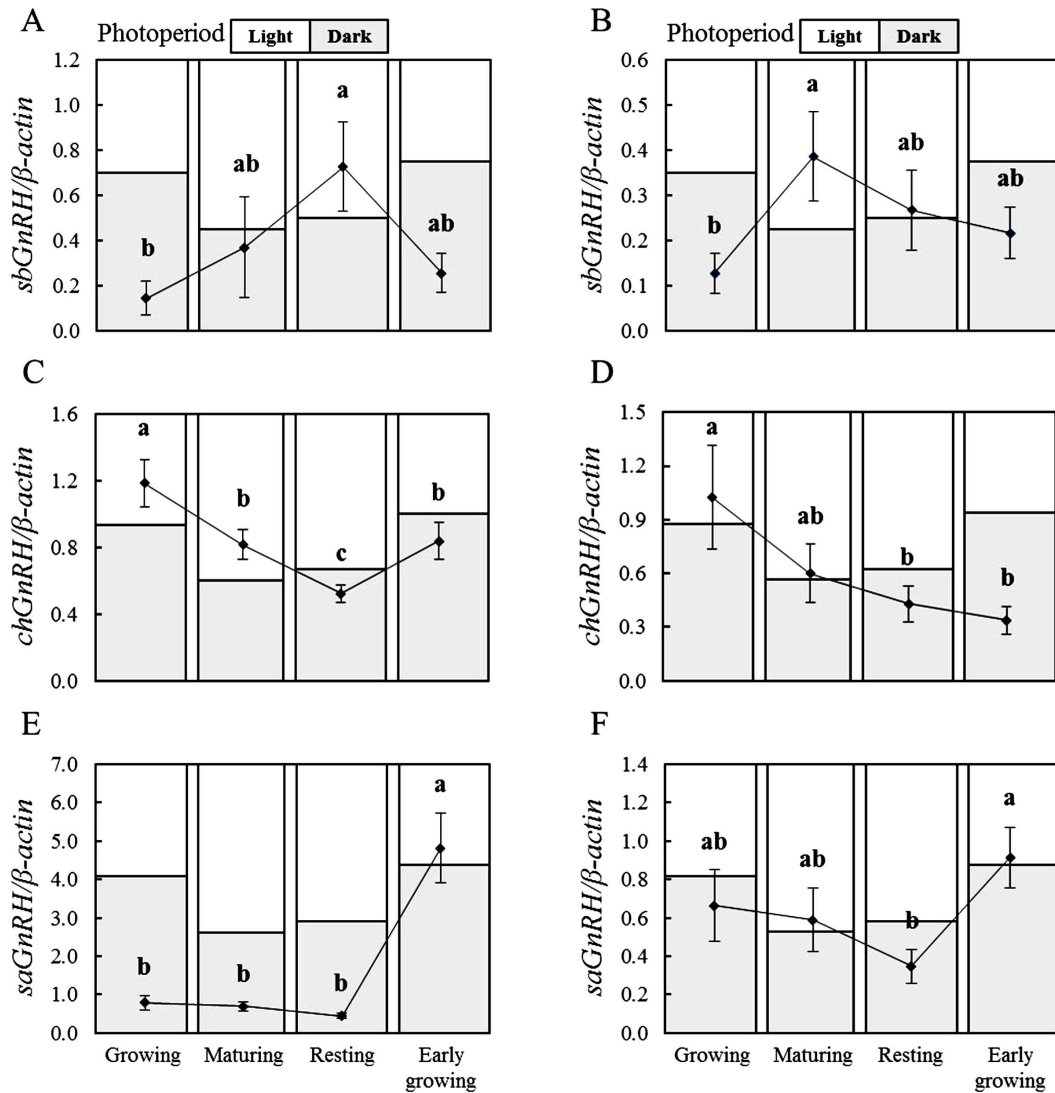 A
Photoperiod Light Dark
sbGnRH/β-actin
1.2
1.0
0.8
0.6
0.4
0.2
0.0
b
ab
a
ab
B
Photoperiod Light Dark
sbGnRH/β-actin
0.6
0.5
0.4
0.3
0.2
0.1
0.0
b
a
ab
ab
C
chGnRH/β-actin
1.6
1.2
0.8
0.4
0.0
a
b
c
b
D
chGnRH/β-actin
1.5
1.2
0.9
0.6
0.3
0.0
a
ab
b
b
E
saGnRH/β-actin
7.0
6.0
5.0
4.0
3.0
2.0
1.0
0.0
b
b
b
a
Growing Maturing Resting Early
growing
F
saGnRH/β-actin
1.4
1.2
1.0
0.8
0.6
0.4
0.2
0.0
ab
ab
b
a
Growing Maturing Resting Early
growing